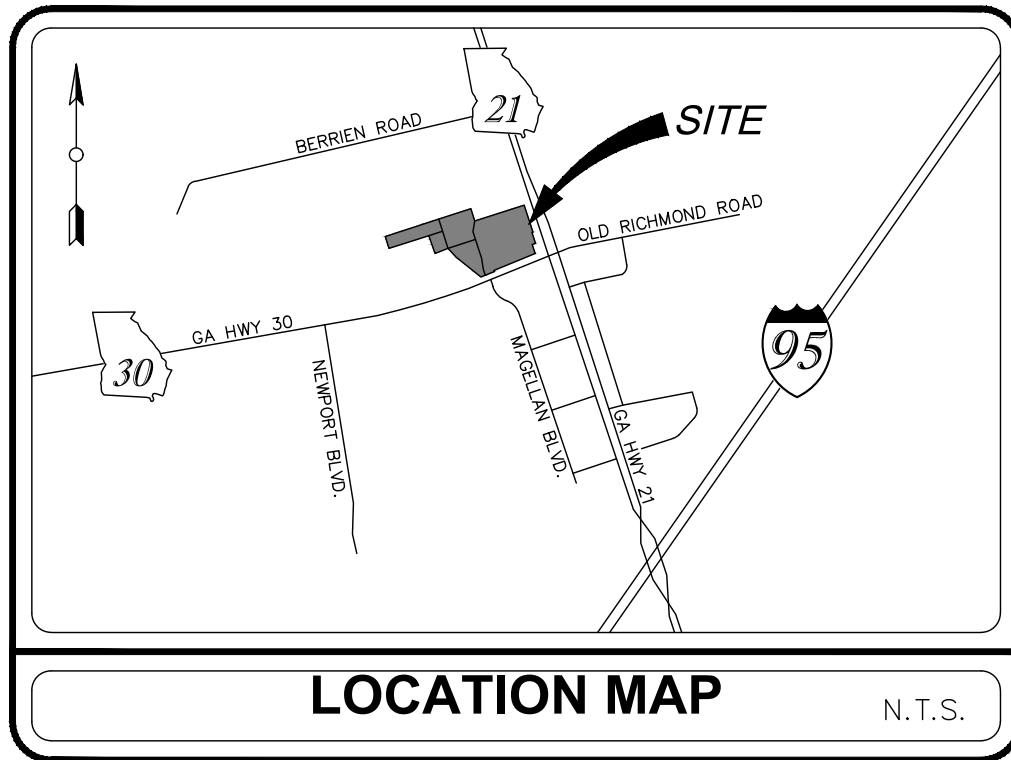 21
SITE
BERRIEN ROAD
OLD RICHMOND ROAD
GA HWY 30
30
95
NEWPORT BLVD.
MAGELLAN BLVD.
GA HWY 21
LOCATION MAP
N.T.S.